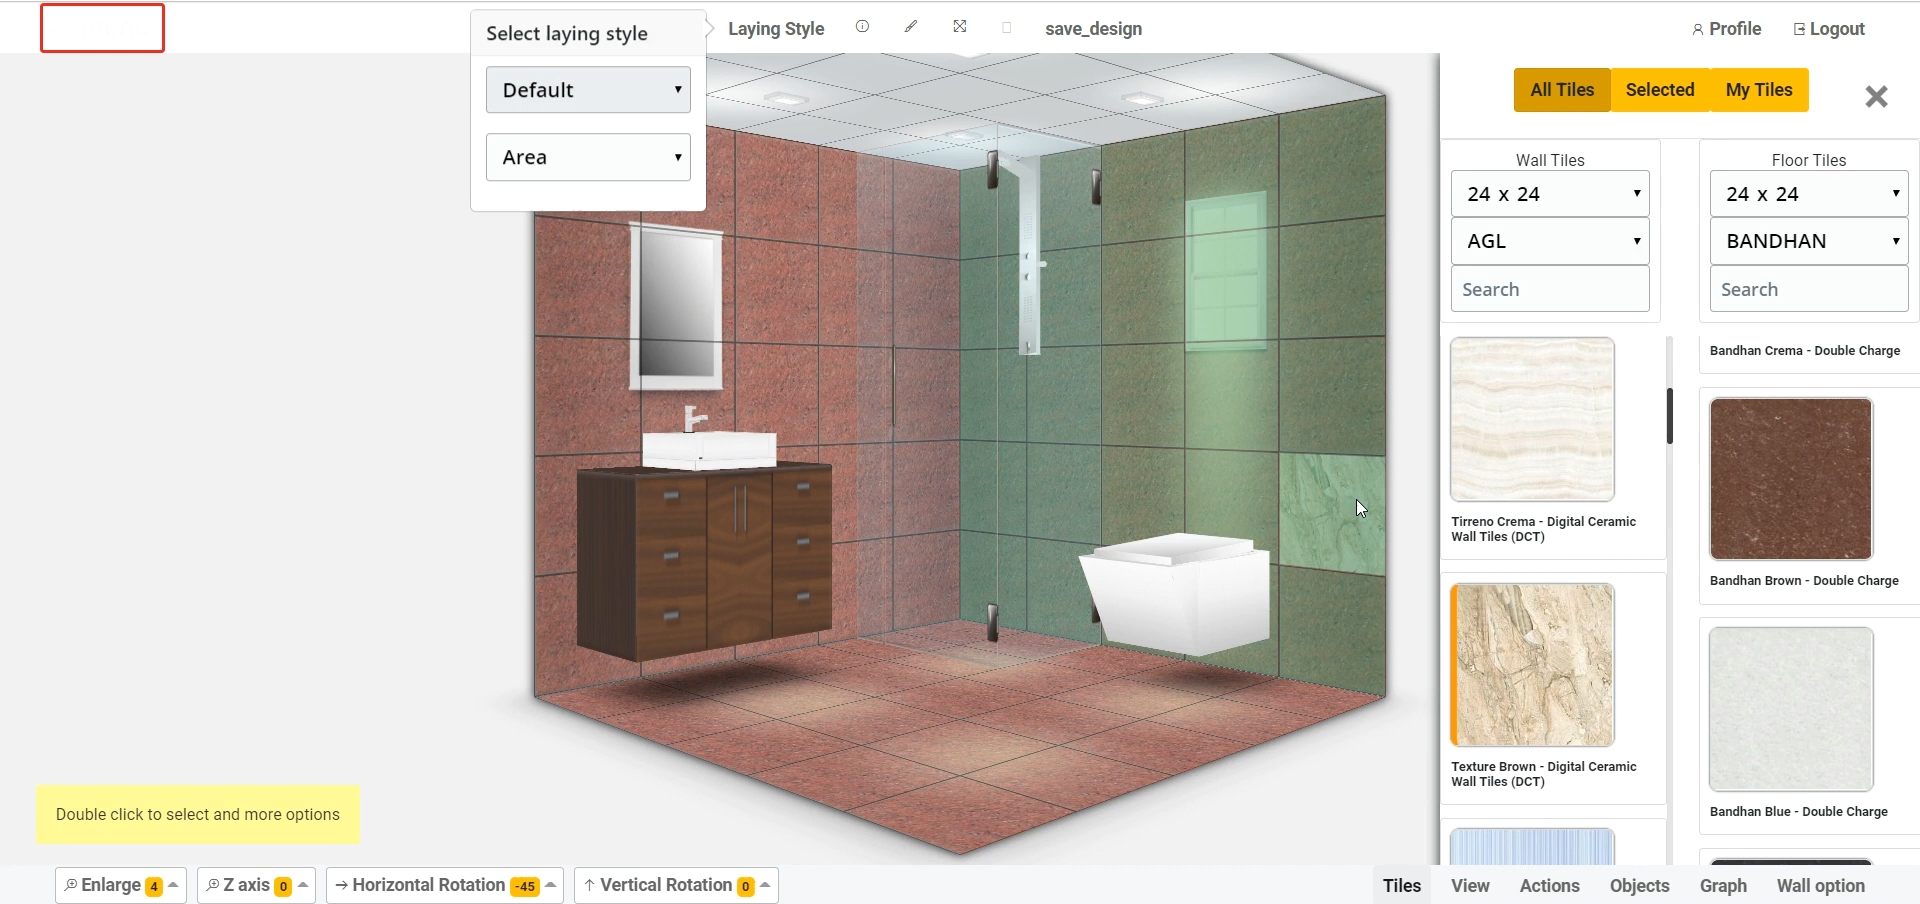 Select laying style
Default
Area
Laying Style
save_design
Profile
Logout
All Tiles
Selected
My Tiles
Wall Tiles
24 x 24
AGL
Search
Tirreno Crema - Digital Ceramic
Wall Tiles (DCT)
Texture Brown - Digital Ceramic
Wall Tiles (DCT)
Floor Tiles
24 x 24
BANDHAN
Search
Bandhan Crema - Double Charge
Bandhan Brown - Double Charge
Bandhan Blue - Double Charge
Double click to select and more options
Enlarge 4
Z axis 0
Horizontal Rotation -45
Vertical Rotation 0
Tiles
View
Actions
Objects
Graph
Wall option